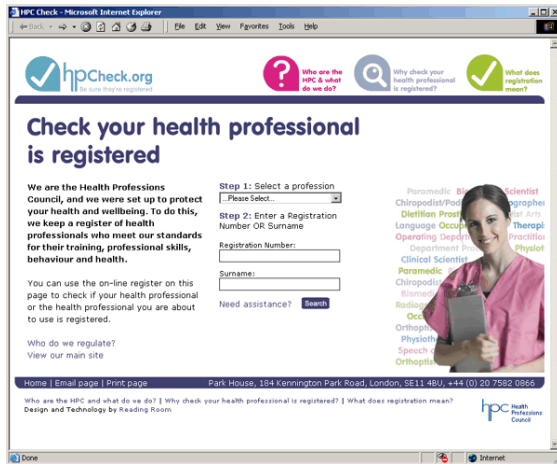 HPC Check - Microsoft Internet Explorer
Back
File Edit View Favorites Tools Help
hpcheck.org
Be sure they're registered
Who are the
HPC & what
do we do?
Why check your
health professional
is registered?
What does
registration
mean?
Check your health professional
is registered
We are the Health Professions
Council, and we were set up to protect
your health and wellbeing. To do this,
we keep a register of health
professionals who meet our standards
for their training, professional skills,
behaviour and health.
You can use the on-line register on this
page to check if your health professional
or the health professional you are about
to use is registered.
Who do we regulate?
View our main site
Step 1: Select a profession
...Please Select...
Step 2: Enter a Registration
Number OR Surname
Registration Number:
Surname:
Need assistance? Search
Paramedic Scientist
Dietitian
Language
Operating
Clinical Scientist
Paramedic
Home | Email page | Print page Park House, 184 Kennington Park Road, London, SE11 4BU, +44 (0) 20 7582 0866
Who are the HPC and what do we do? | Why check your health professional is registered? | What does registration mean?
Design and Technology by Reading Room
hpc Health
Professions
Council
Done Internet